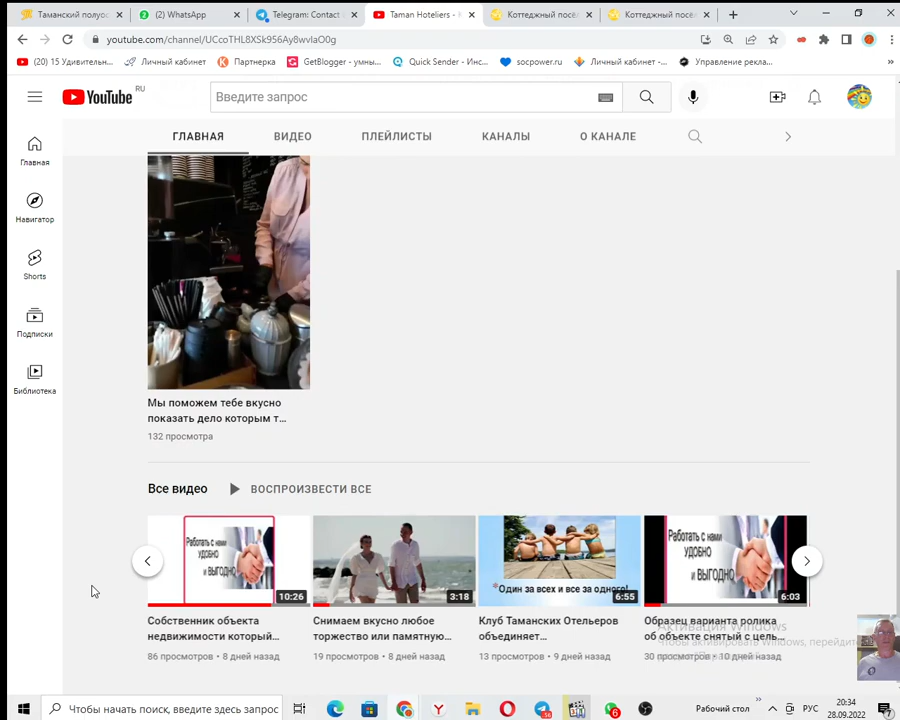 Таманский полуос
(2) WhatsApp
Telegram: Contact
Taman Hoteliers -
Коттеджный посёл
Коттеджный посёл
youtube.com/channel/UCcoTHL8XSk956Ay8wvIaO0g
(20) 15 Удивитель...
Личный кабинет
Партнерка
GetBlogger - умны...
Quick Sender - Инс...
socpower.ru
Личный кабинет -...
Управление рекла...
YouTube
RU
Введите запрос
ГЛАВНАЯ
ВИДЕО
ПЛЕЙЛИСТЫ
КАНАЛЫ
О КАНАЛЕ
Главная
Навигатор
Shorts
Подписки
Библиотека
Мы поможем тебе вкусно
показать дело которым т...
132 просмотра
Все видео
ВОСПРОИЗВЕСТИ ВСЕ
Работать с нами
УДОБНО
и ВЫГОДНО
10:26
3:18
Один за всех и все за одного!
6:55
Работать с нами
УДОБНО
и ВЫГОДНО
6:03
Собственник объекта
недвижимости который...
86 просмотров • 8 дней назад
Снимаем вкусно любое
торжество или памятную...
19 просмотров • 8 дней назад
Клуб Таманских Отельеров
объединяет...
13 просмотров • 9 дней назад
Образец варианта ролика
об объекте снятый с цель...
30 просмотров • 10 дней назад
Активация Windows
Чтобы активировать Windows, перейдите
Чтобы начать поиск, введите здесь запрос
Рабочий стол
РУС
20:34
28.09.2022